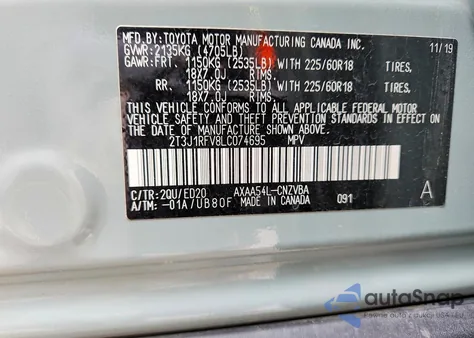 MFD.BY:TOYOTA MOTOR MANUFACTURING CANADA INC.
GVWR:2135KG (4705LB) 11/19
GAWR:FRT. 1150KG (2535LB) WITH 225/60R18 TIRES,
18X7.0J RIMS,
RR. 1150KG (2535LB) WITH 225/60R18 TIRES,
18X7.0J RIMS,
THIS VEHICLE CONFORMS TO ALL APPLICABLE FEDERAL MOTOR
VEHICLE SAFETY AND BUMPER STANDARDS IN EFFECT ON THE
DATE OF MANUFACTURE SHOWN ABOVE.
2T3J1RFV8LC074695 MPV
C/TR:2QU/ED20 AXAA54L-CNZVBA
A/TM:-01A/UB80F MADE IN CANADA 091 A
autoSnap